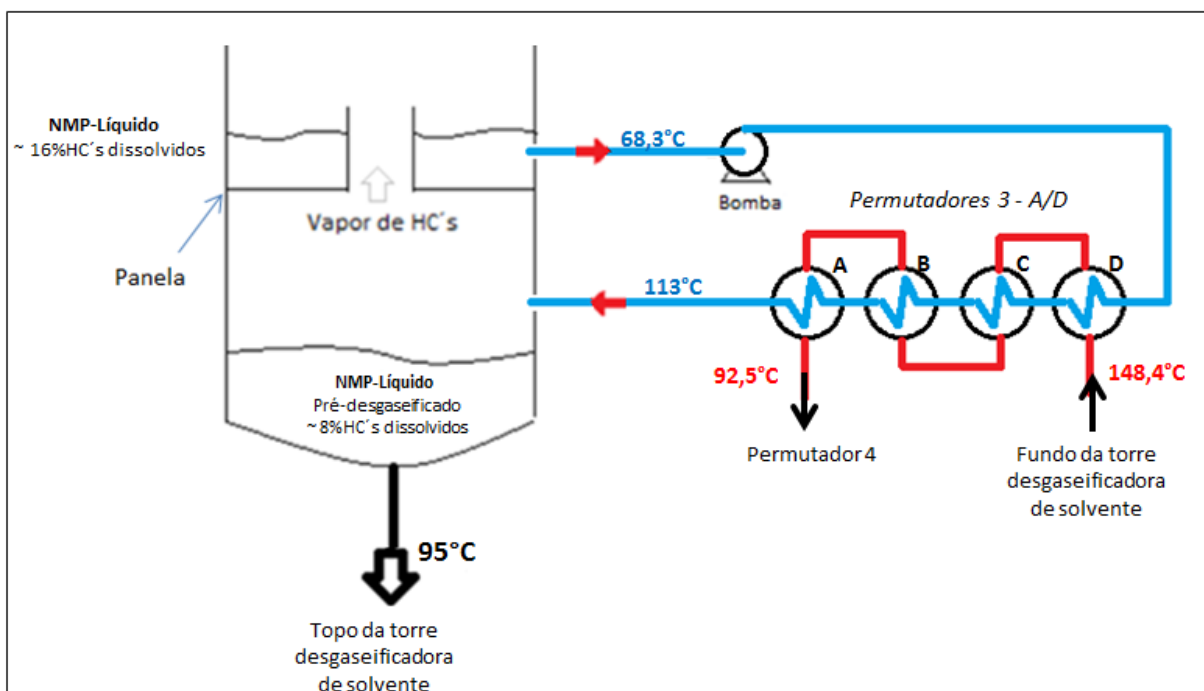 NMP-Líquido
~ 16%HC´s dissolvidos
68,3°C
Bomba
Permutadores 3 - A/D
Vapor de HC´s
Panela
A
B
C
D
113°C
NMP-Líquido
Pré-desgaseificado
~ 8%HC´s dissolvidos
92,5°C
148,4°C
Permutador 4
Fundo da torre
desgaseificadora
de solvente
95°C
Topo da torre
desgaseificadora
de solvente